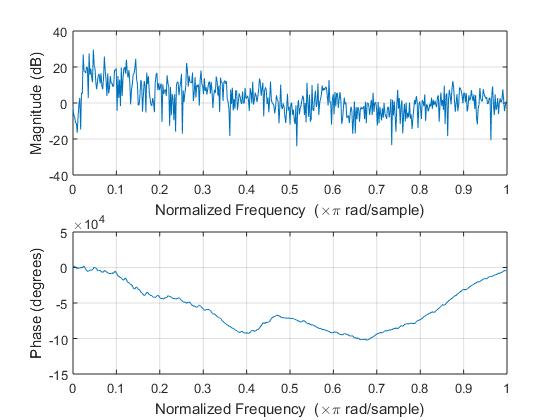 40
20
0
-20
-40
Magnitude (dB)
0 0.1 0.2 0.3 0.4 0.5 0.6 0.7 0.8 0.9 1
Normalized Frequency (×π rad/sample)
×10^4
5
0
-5
-10
-15
Phase (degrees)
0 0.1 0.2 0.3 0.4 0.5 0.6 0.7 0.8 0.9 1
Normalized Frequency (×π rad/sample)